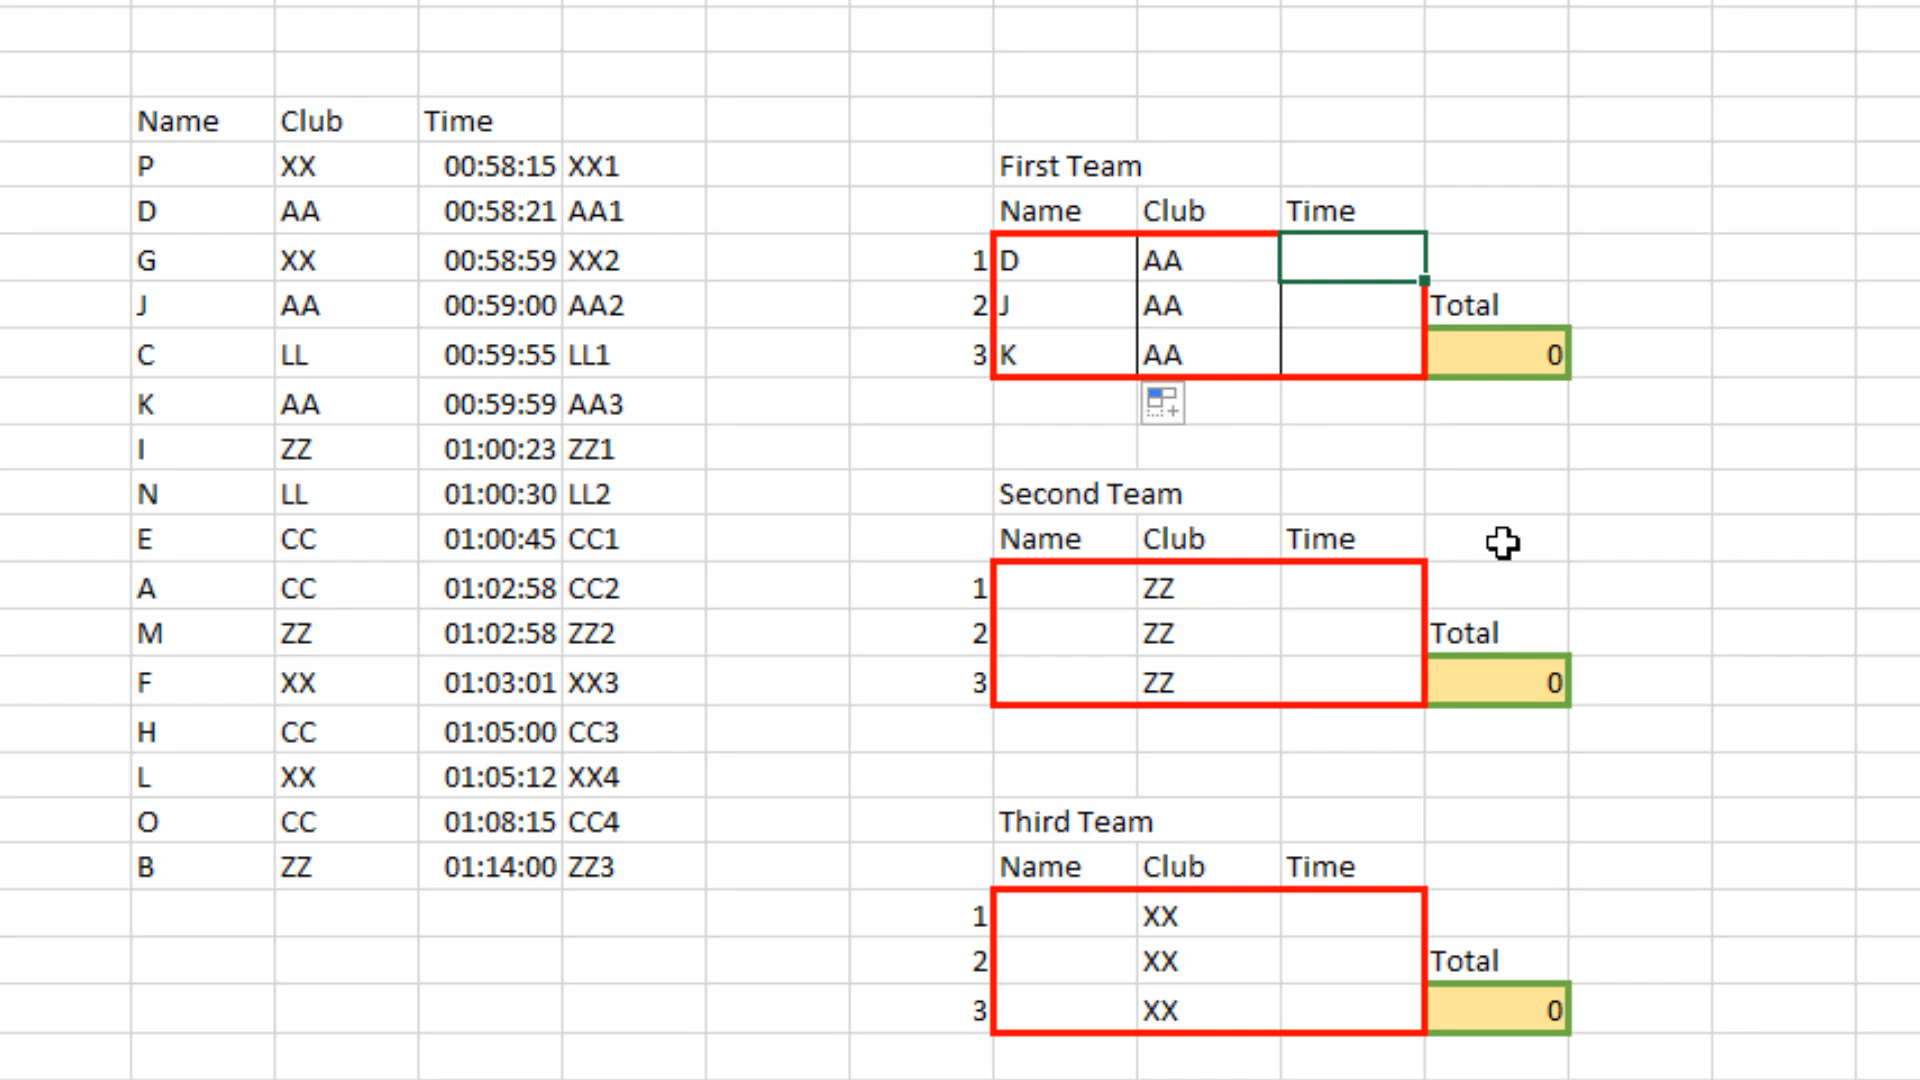 Name Club Time
P XX 00:58:15 XX1 First Team
D AA 00:58:21 AA1 Name Club Time
G XX 00:58:59 XX2 1 D AA
J AA 00:59:00 AA2 2 J AA Total
C LL 00:59:55 LL1 3 K AA 0
K AA 00:59:59 AA3
I ZZ 01:00:23 ZZ1
N LL 01:00:30 LL2 Second Team
E CC 01:00:45 CC1 Name Club Time
A CC 01:02:58 CC2 1 ZZ
M ZZ 01:02:58 ZZ2 2 ZZ Total
F XX 01:03:01 XX3 3 ZZ 0
H CC 01:05:00 CC3
L XX 01:05:12 XX4
O CC 01:08:15 CC4 Third Team
B ZZ 01:14:00 ZZ3 Name Club Time
1 XX
2 XX Total
3 XX 0